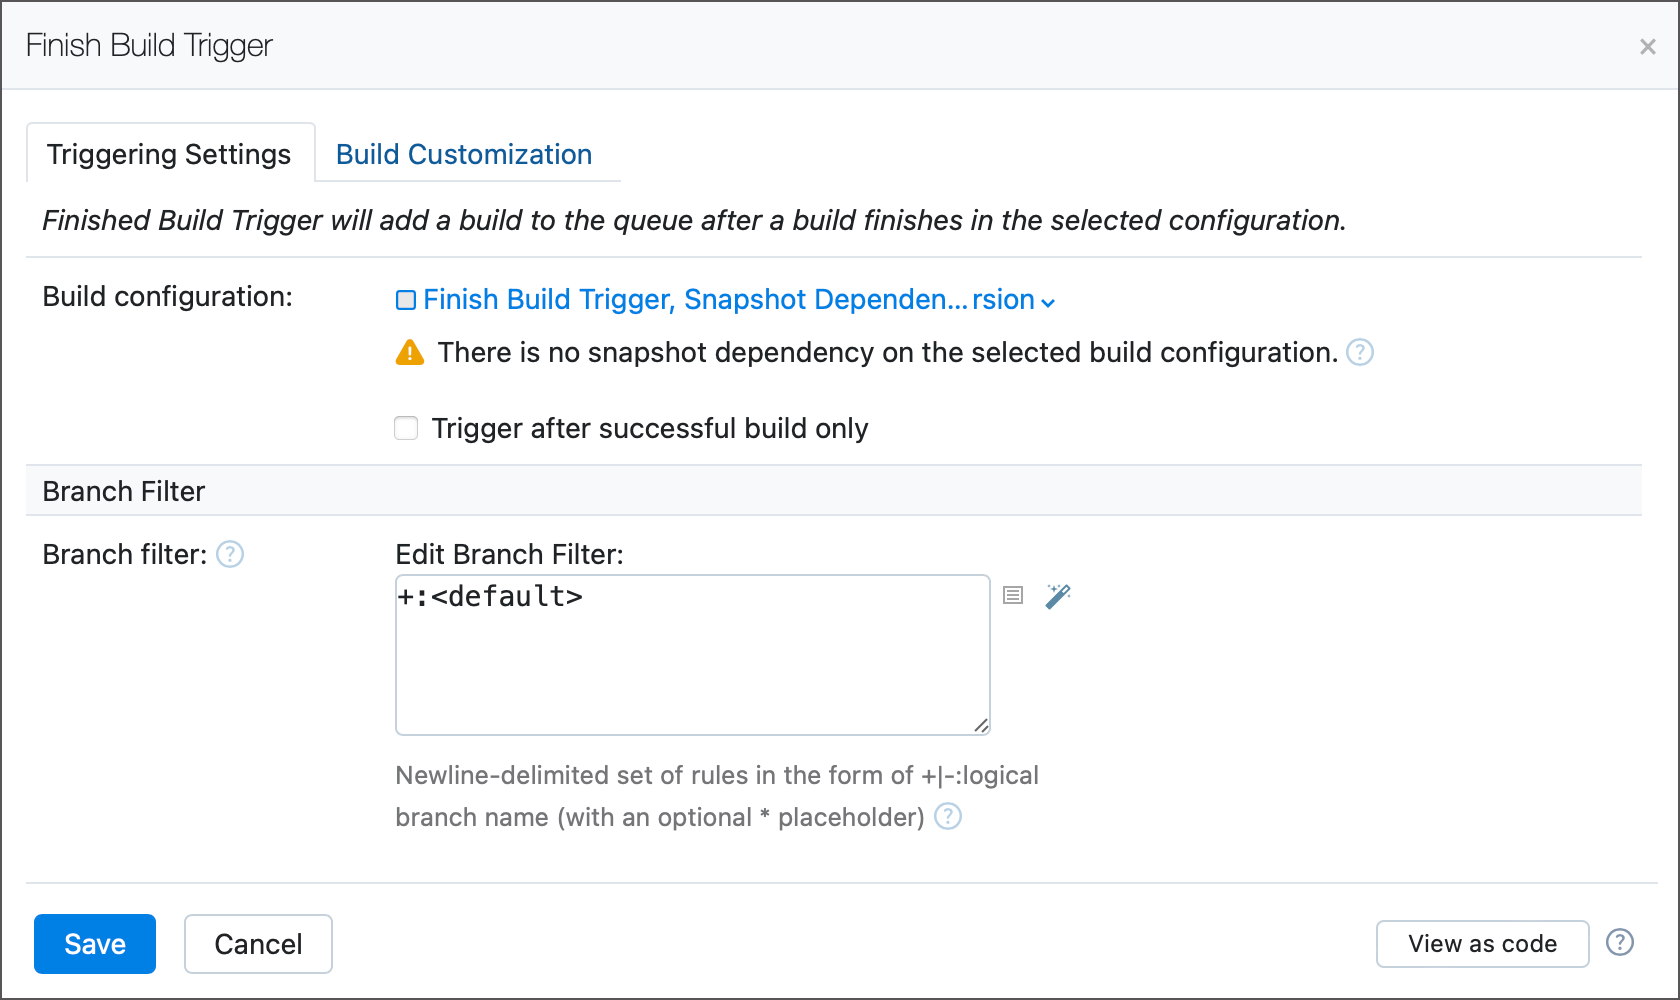 Finish Build Trigger
Triggering Settings
Build Customization
Finished Build Trigger will add a build to the queue after a build finishes in the selected configuration.
Build configuration:
Finish Build Trigger, Snapshot Dependen... rsion
There is no snapshot dependency on the selected build configuration.
Trigger after successful build only
Branch Filter
Branch filter:
Edit Branch Filter:
+:<default>
Newline-delimited set of rules in the form of +|-:logical
branch name (with an optional * placeholder)
Save
Cancel
View as code